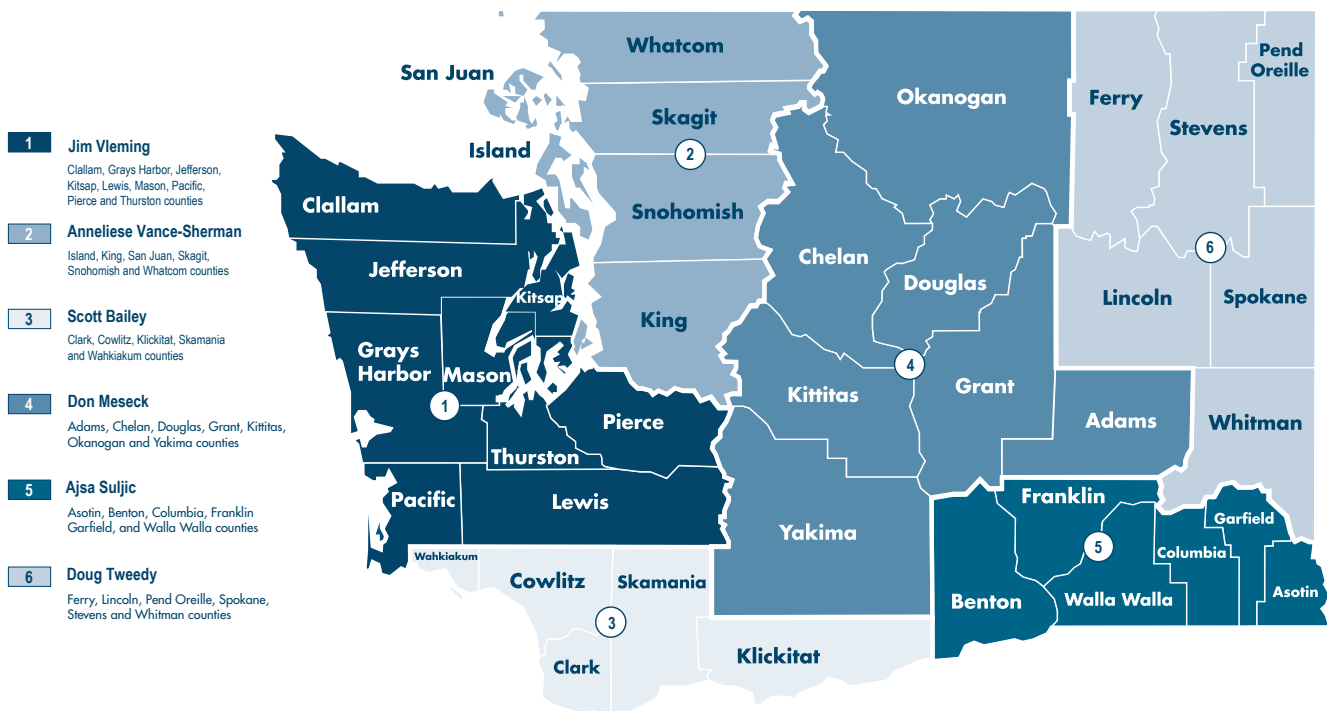 1
Jim Vleming
Clallam, Grays Harbor, Jefferson,
Kitsap, Lewis, Mason, Pacific,
Pierce and Thurston counties
2
Anneliese Vance-Sherman
Island, King, San Juan, Skagit,
Snohomish and Whatcom counties
3
Scott Bailey
Clark, Cowlitz, Klickitat, Skamania
and Wahkiakum counties
4
Don Meseck
Adams, Chelan, Douglas, Grant, Kittitas,
Okanogan and Yakima counties
5
Ajsa Suljic
Asotin, Benton, Columbia, Franklin
Garfield, and Walla Walla counties
6
Doug Tweedy
Ferry, Lincoln, Pend Oreille, Spokane,
Stevens and Whitman counties
Whatcom
San Juan
Skagit
Island
2
Snohomish
King
Clallam
Jefferson
Kitsap
Grays
Harbor
Mason
1
Pierce
Thurston
Pacific
Lewis
Wahkiakum
Cowlitz
Skamania
3
Clark
Klickitat
Okanogan
Chelan
Douglas
4
Kittitas
Grant
Adams
Yakima
Ferry
Stevens
Pend
Oreille
6
Lincoln
Spokane
Whitman
Franklin
5
Benton
Walla Walla
Columbia
Garfield
Asotin